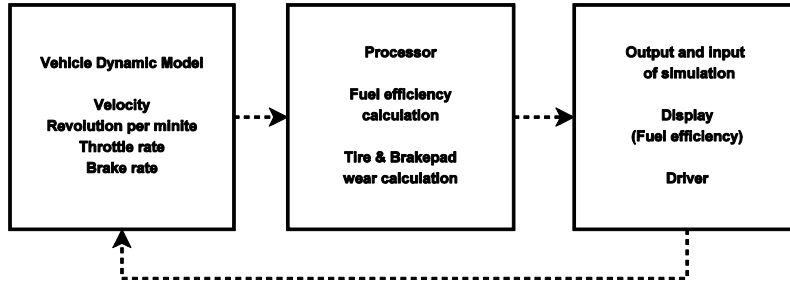 Vehicle Dynamic Model
Velocity
Revolution per minite
Throttle rate
Brake rate
Processor
Fuel efficiency
calculation
Tire & Brakepad
wear calculation
Output and input
of simulation
Display
(Fuel efficiency)
Driver